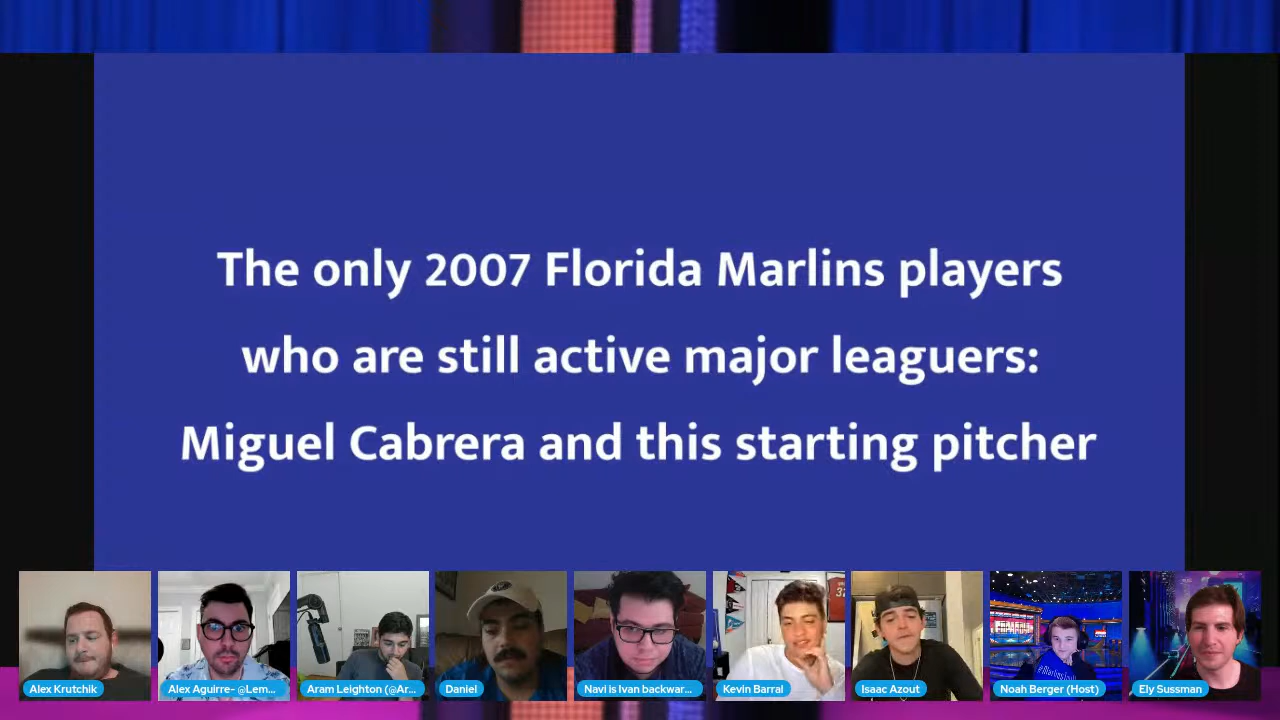 The only 2007 Florida Marlins players
who are still active major leaguers:
Miguel Cabrera and this starting pitcher
Alex Krutchik
Alex Aguirre- @Lem...
Aram Leighton (@Ar...
Daniel
Navi is Ivan backwar...
Kevin Barral
Isaac Azout
Noah Berger (Host)
Ely Sussman